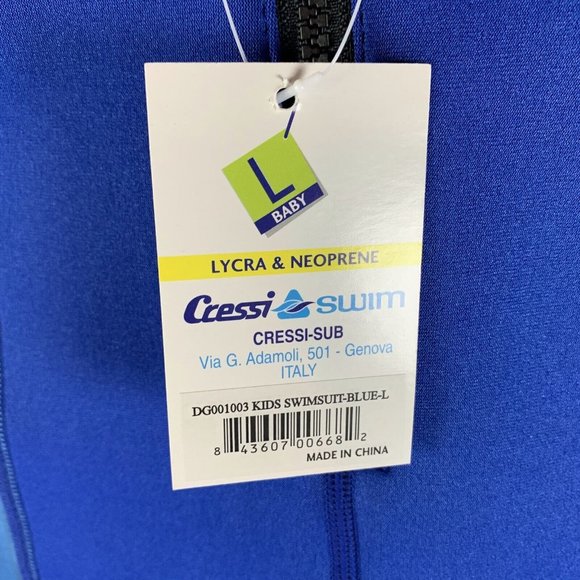 L
BABY
LYCRA & NEOPRENE
Cressi SWIM
CRESSI-SUB
Via G. Adamoli, 501 - Genova
ITALY
DG001003 KIDS SWIMSUIT-BLUE-L
8 43607 00668 2
MADE IN CHINA